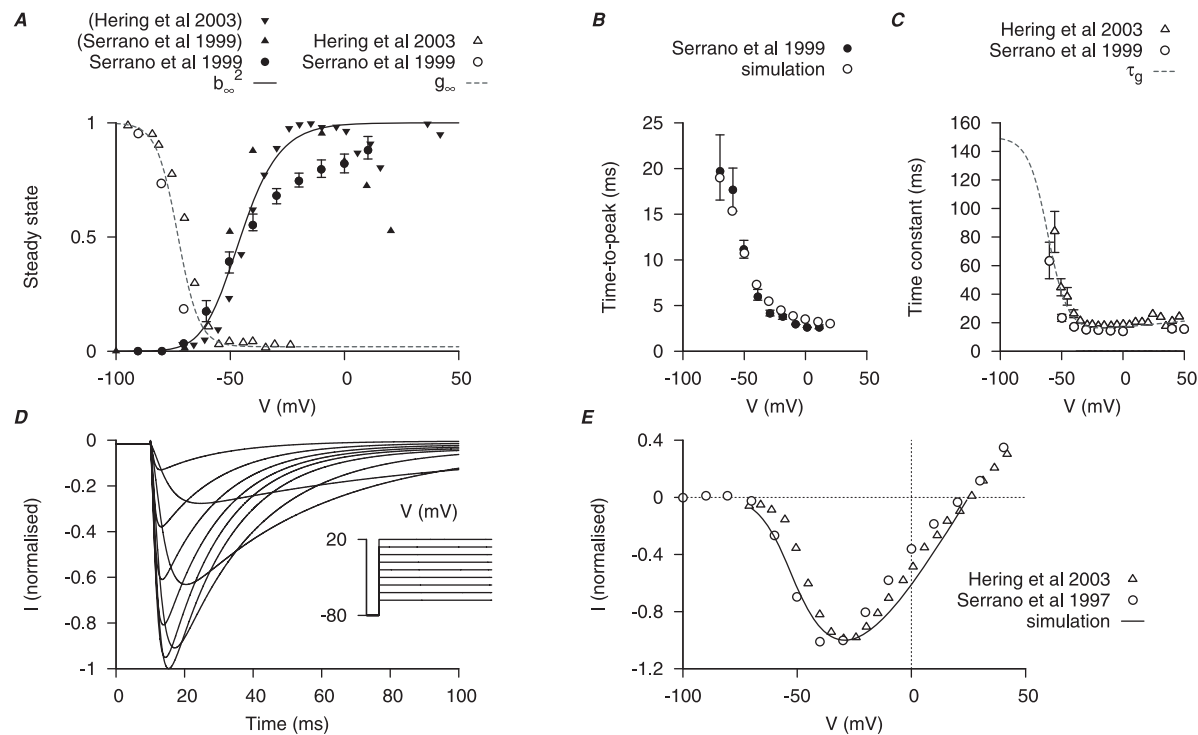 A
(Hering et al 2003)
(Serrano et al 1999)
Serrano et al 1999
b∞²
Hering et al 2003
Serrano et al 1999
g∞
Steady state
1
0.5
0
-100
-50
0
50
V (mV)
B
Serrano et al 1999
simulation
Time-to-peak (ms)
25
20
15
10
5
0
-100
-50
0
50
V (mV)
C
Hering et al 2003
Serrano et al 1999
τg
Time constant
(ms)
160
140
120
100
80
60
40
20
0
-100
-50
0
50
V (mV)
D
I (normalised)
0
-0.2
-0.4
-0.6
-0.8
-1
0
20
40
60
80
100
Time (ms)
V (mV)
20
-80
E
I (normalised)
0.4
0
-0.4
-0.8
-1.2
-100
-50
0
50
V (mV)
Hering et al 2003
Serrano et al 1997
simulation